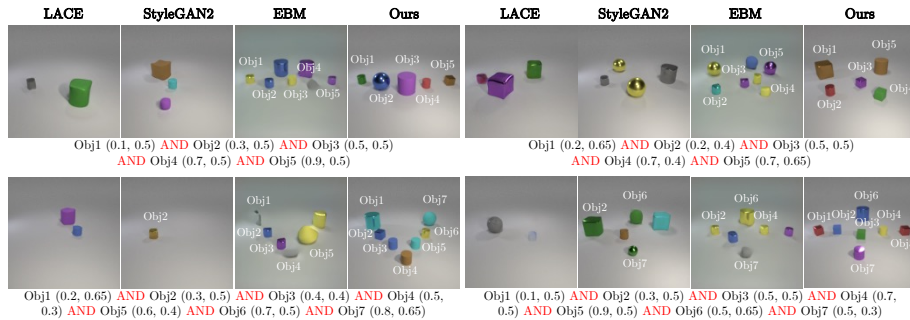 LACE StyleGAN2 EBM Ours LACE StyleGAN2 EBM Ours
Obj1 Obj4 Obj2 Obj3 Obj5
Obj1 Obj3 Obj2 Obj4 Obj5
Obj1 Obj5 Obj3 Obj2 Obj4
Obj1 Obj5 Obj3 Obj2 Obj4
Obj1 (0.1, 0.5) AND Obj2 (0.3, 0.5) AND Obj3 (0.5, 0.5)
AND Obj4 (0.7, 0.5) AND Obj5 (0.9, 0.5)
Obj1 (0.2, 0.65) AND Obj2 (0.2, 0.4) AND Obj3 (0.5, 0.5)
AND Obj4 (0.7, 0.4) AND Obj5 (0.7, 0.65)
LACE StyleGAN2 EBM Ours LACE StyleGAN2 EBM Ours
Obj2
Obj1 Obj2 Obj3 Obj5 Obj4
Obj1 Obj7 Obj2 Obj6 Obj3 Obj5 Obj4
Obj6 Obj2 Obj7
Obj6 Obj2 Obj4 Obj7
Obj6 Obj1 Obj2 Obj4 Obj3 Obj5 Obj7
Obj1 (0.2, 0.65) AND Obj2 (0.3, 0.5) AND Obj3 (0.4, 0.4) AND Obj4 (0.5,
0.3) AND Obj5 (0.6, 0.4) AND Obj6 (0.7, 0.5) AND Obj7 (0.8, 0.65)
Obj1 (0.1, 0.5) AND Obj2 (0.3, 0.5) AND Obj3 (0.5, 0.5) AND Obj4 (0.7,
0.5) AND Obj5 (0.9, 0.5) AND Obj6 (0.5, 0.65) AND Obj7 (0.5, 0.3)